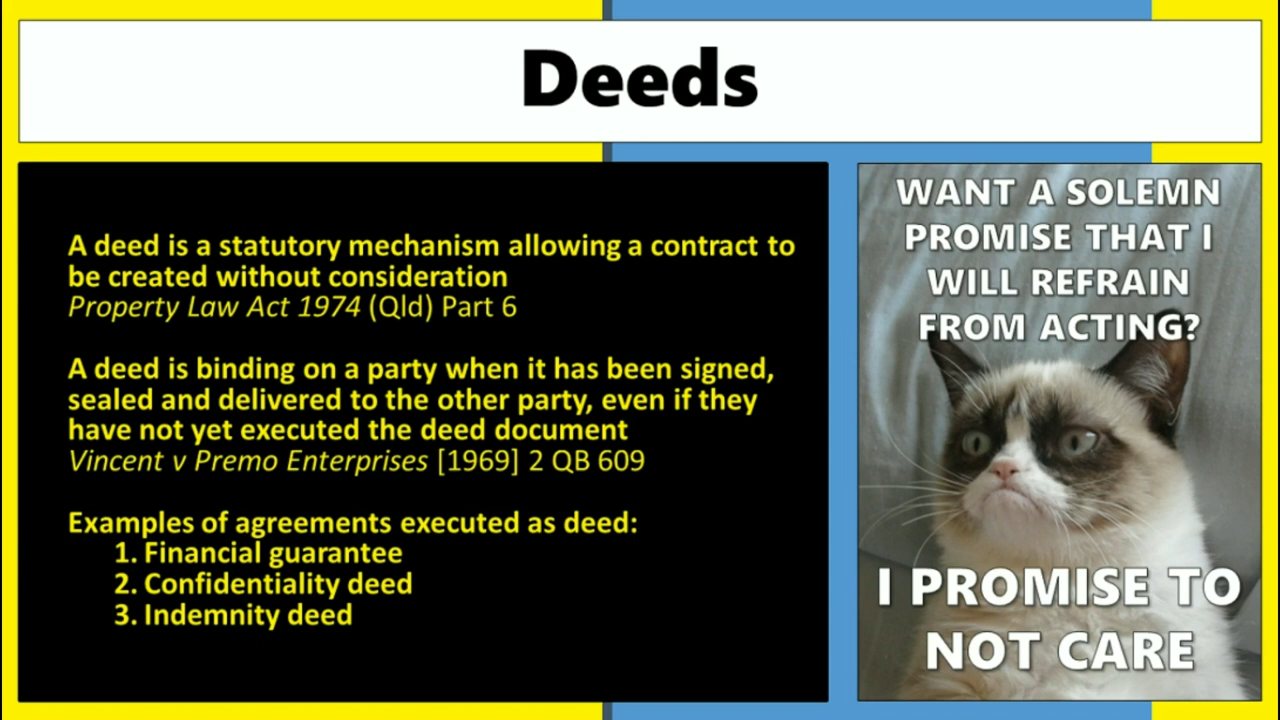 Deeds
A deed is a statutory mechanism allowing a contract to
be created without consideration
Property Law Act 1974 (Qld) Part 6
A deed is binding on a party when it has been signed,
sealed and delivered to the other party, even if they
have not yet executed the deed document
Vincent v Premo Enterprises [1969] 2 QB 609
Examples of agreements executed as deed:
1. Financial guarantee
2. Confidentiality deed
3. Indemnity deed
WANT A SOLEMN
PROMISE THAT I
WILL REFRAIN
FROM ACTING?
I PROMISE TO
NOT CARE